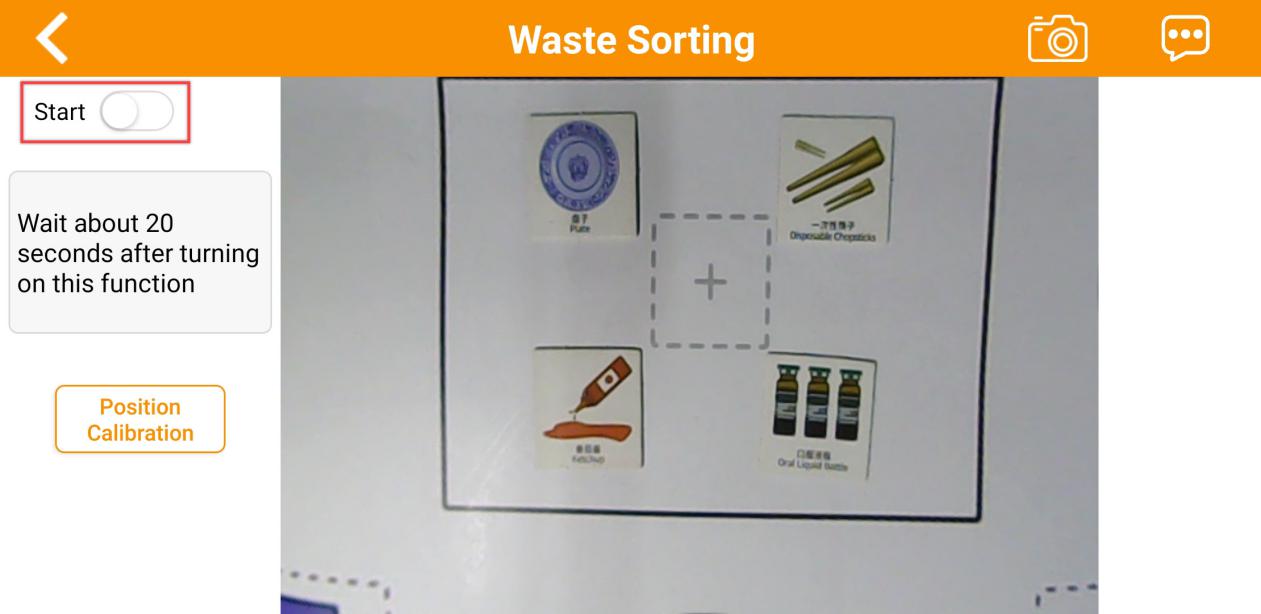 Waste Sorting
Start
Wait about 20
seconds after turning
on this function
Position
Calibration
盘子
Plate
一次性筷子
Disposable Chopsticks
番茄酱
Ketchup
口服液瓶
Oral Liquid Bottle